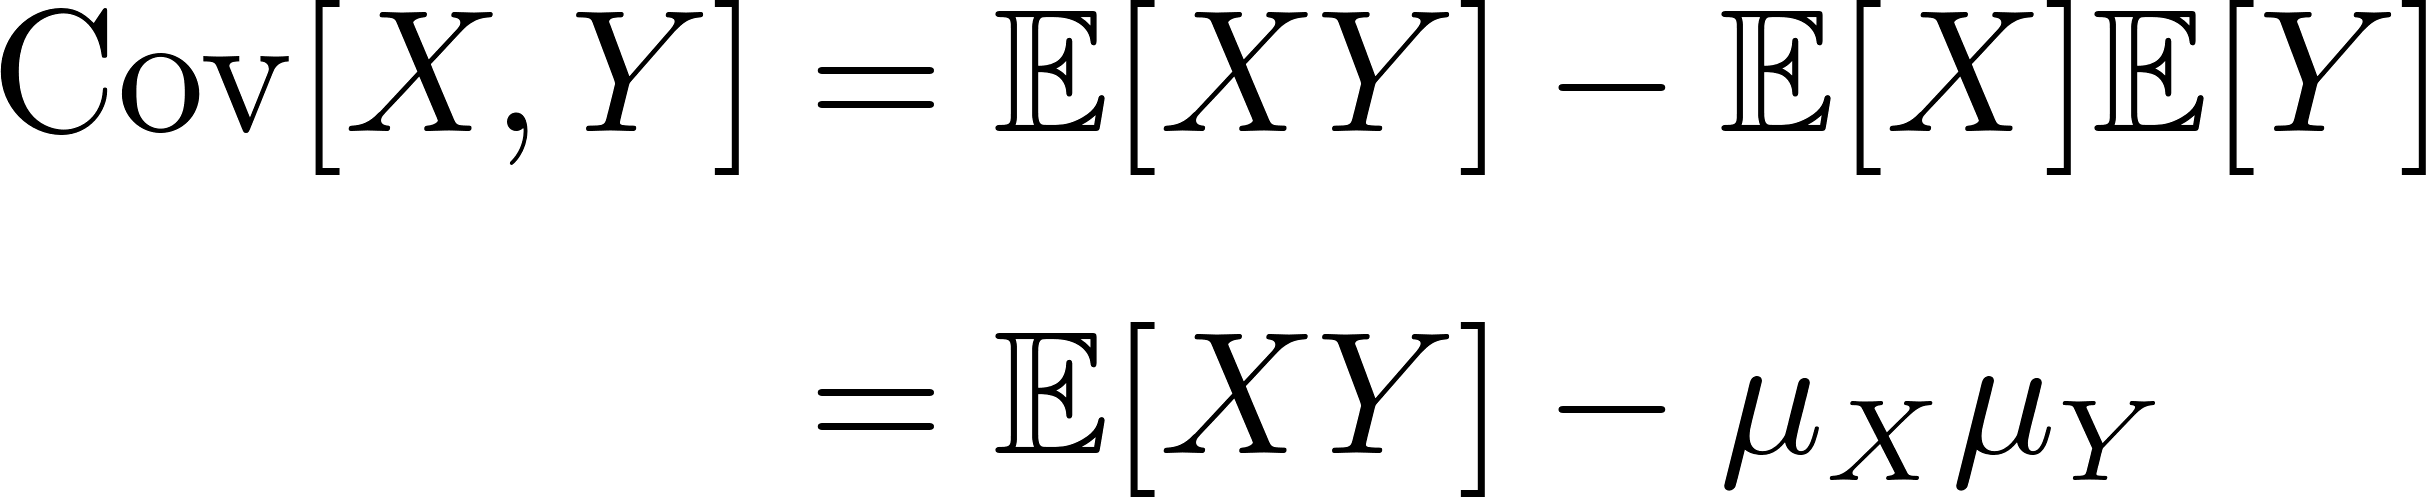 Cov[X, Y] = 𝔼[XY] − 𝔼[X]𝔼[Y]
= 𝔼[XY] − μ_X μ_Y